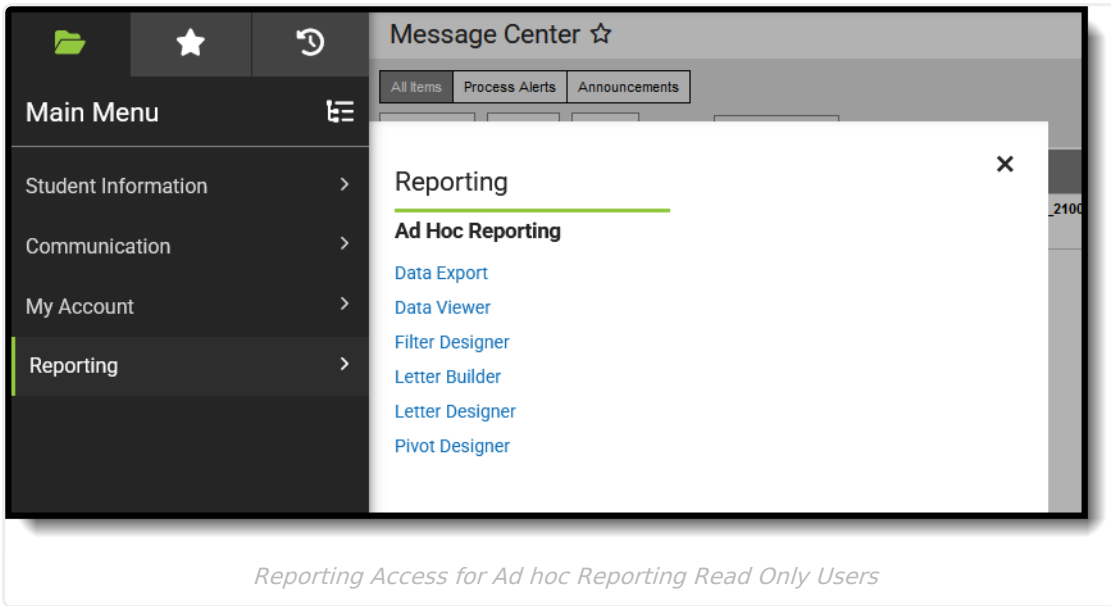 Message Center
All Items Process Alerts Announcements
Main Menu
Student Information
Communication
My Account
Reporting
Reporting
Ad Hoc Reporting
Data Export
Data Viewer
Filter Designer
Letter Builder
Letter Designer
Pivot Designer
_2100
Reporting Access for Ad hoc Reporting Read Only Users